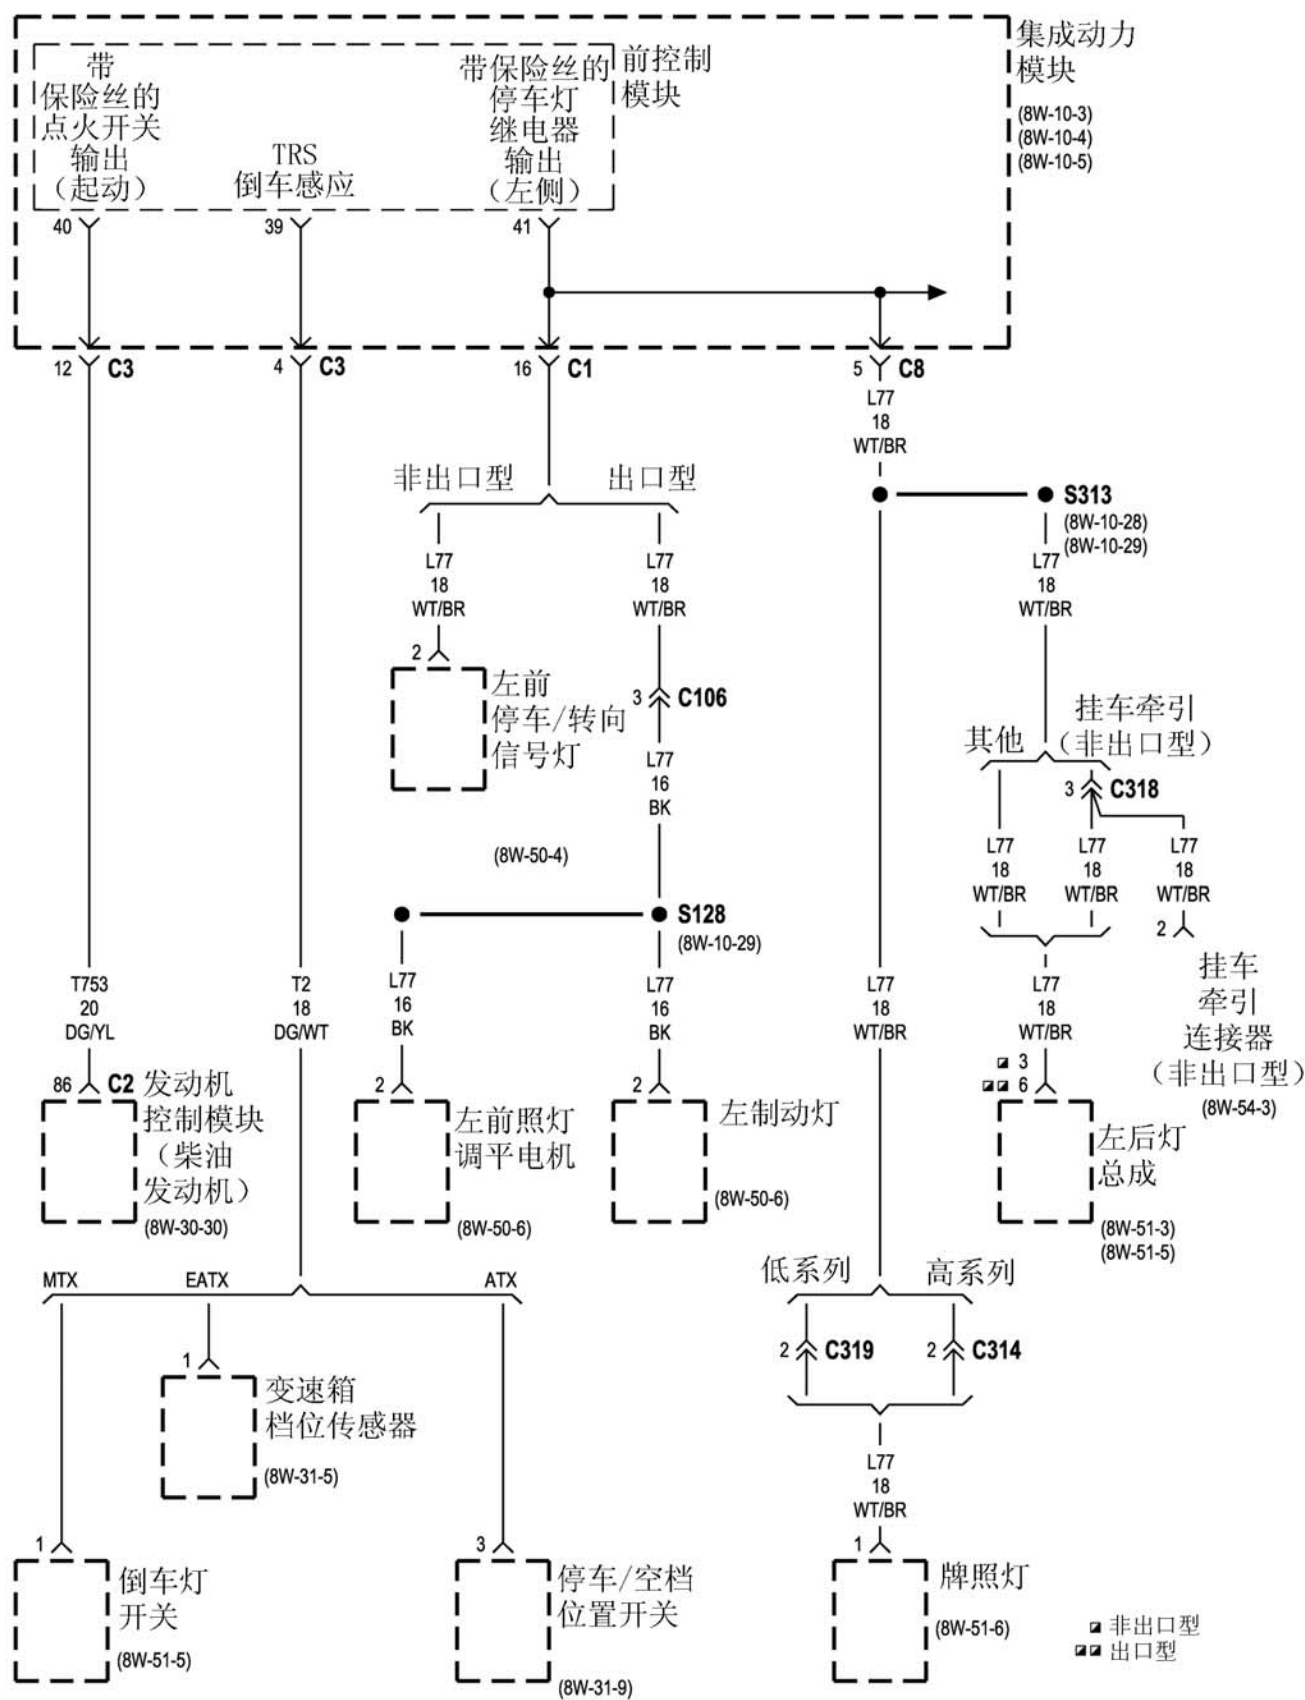 集成动力
模块
(8W-10-3)
(8W-10-4)
(8W-10-5)
前控制
模块
带
保险丝的
点火开关
输出
（起动）
TRS
倒车感应
带保险丝的
停车灯
继电器
输出
（左侧）
40
39
41
12 C3
4 C3
16 C1
5 C8
L77
18
WT/BR
非出口型
出口型
S313
(8W-10-28)
(8W-10-29)
L77
18
WT/BR
L77
18
WT/BR
L77
18
WT/BR
2
左前
停车/转向
信号灯
(8W-50-4)
3 C106
L77
16
BK
其他
挂车牵引
（非出口型）
3 C318
L77
18
WT/BR
L77
18
WT/BR
L77
18
WT/BR
2
挂车
牵引
连接器
（非出口型）
(8W-54-3)
S128
(8W-10-29)
T753
20
DG/YL
T2
18
DG/WT
L77
16
BK
L77
16
BK
L77
18
WT/BR
L77
18
WT/BR
86 C2 发动机
控制模块
（柴油
发动机）
(8W-30-30)
2
左前照灯
调平电机
(8W-50-6)
2
左制动灯
(8W-50-6)
3
6
左后灯
总成
(8W-51-3)
(8W-51-5)
MTX
EATX
ATX
低系列
高系列
1
变速箱
档位传感器
(8W-31-5)
2 C319
2 C314
L77
18
WT/BR
1
倒车灯
开关
(8W-51-5)
3
停车/空档
位置开关
(8W-31-9)
1
牌照灯
(8W-51-6)
非出口型
出口型